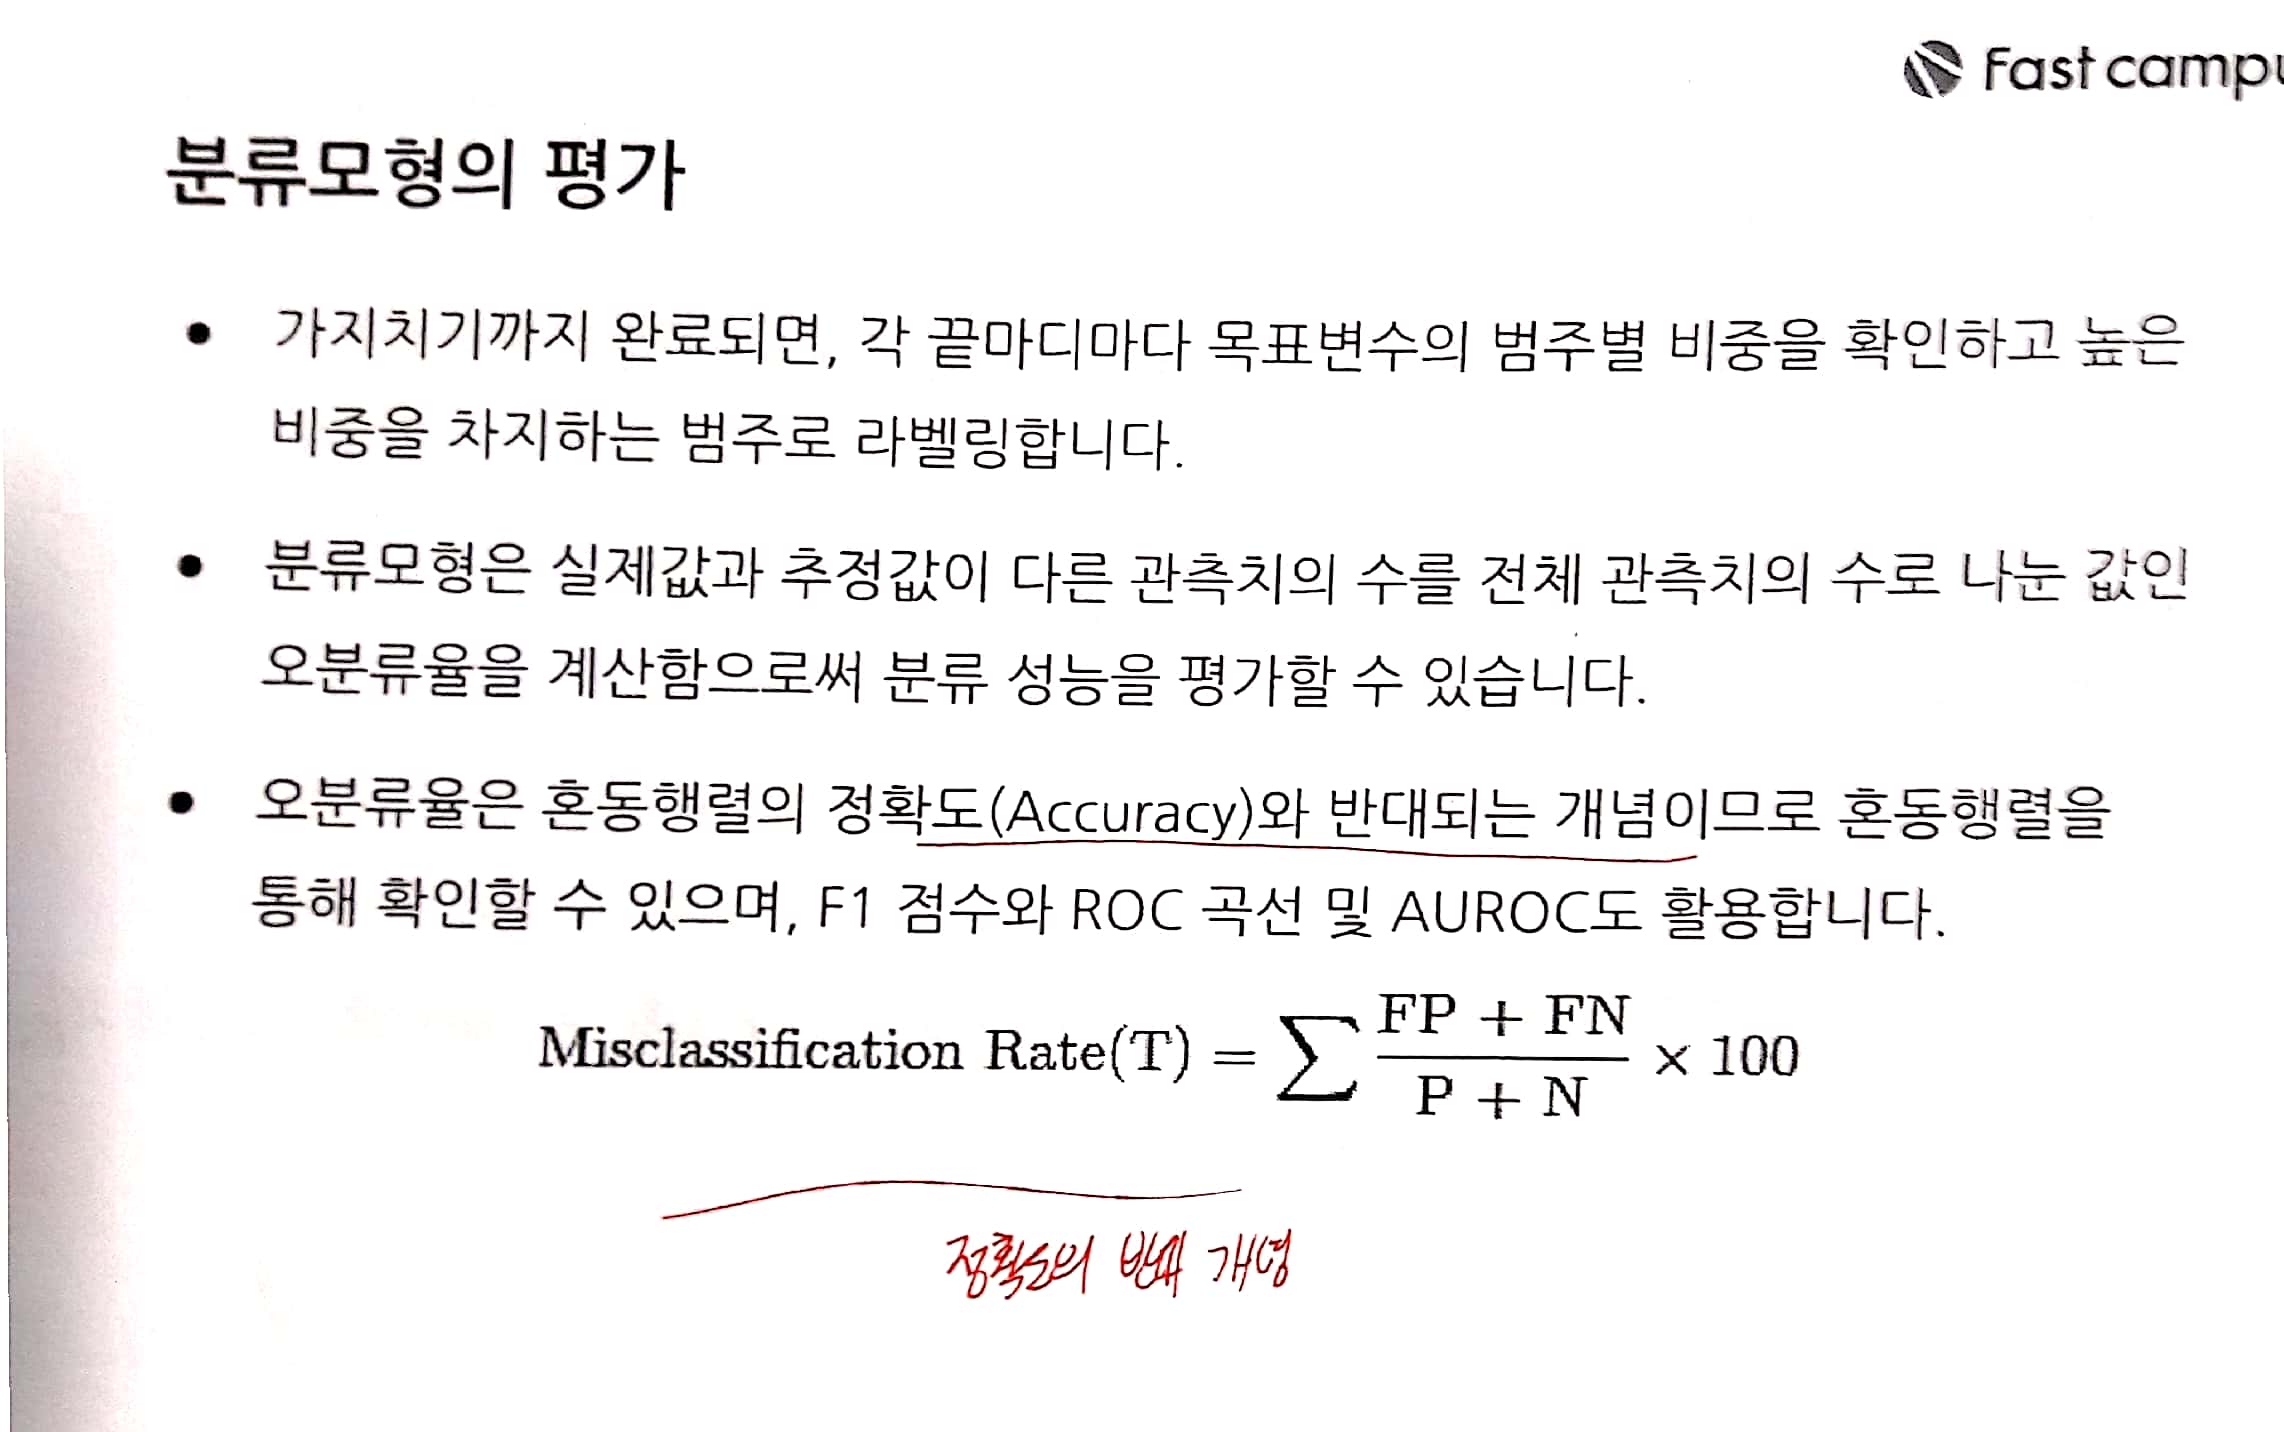 Fast campu
분류모형의 평가
• 가지치기까지 완료되면, 각 끝마디마다 목표변수의 범주별 비중을 확인하고 높은
비중을 차지하는 범주로 라벨링합니다.
• 분류모형은 실제값과 추정값이 다른 관측치의 수를 전체 관측치의 수로 나눈 값인
오분류율을 계산함으로써 분류 성능을 평가할 수 있습니다.
• 오분류율은 혼동행렬의 정확도(Accuracy)와 반대되는 개념이므로 혼동행렬을
통해 확인할 수 있으며, F1 점수와 ROC 곡선 및 AUROC도 활용합니다.
Misclassification Rate(T) = ∑ (FP + FN) / (P + N) × 100
정확도의 반대 개념